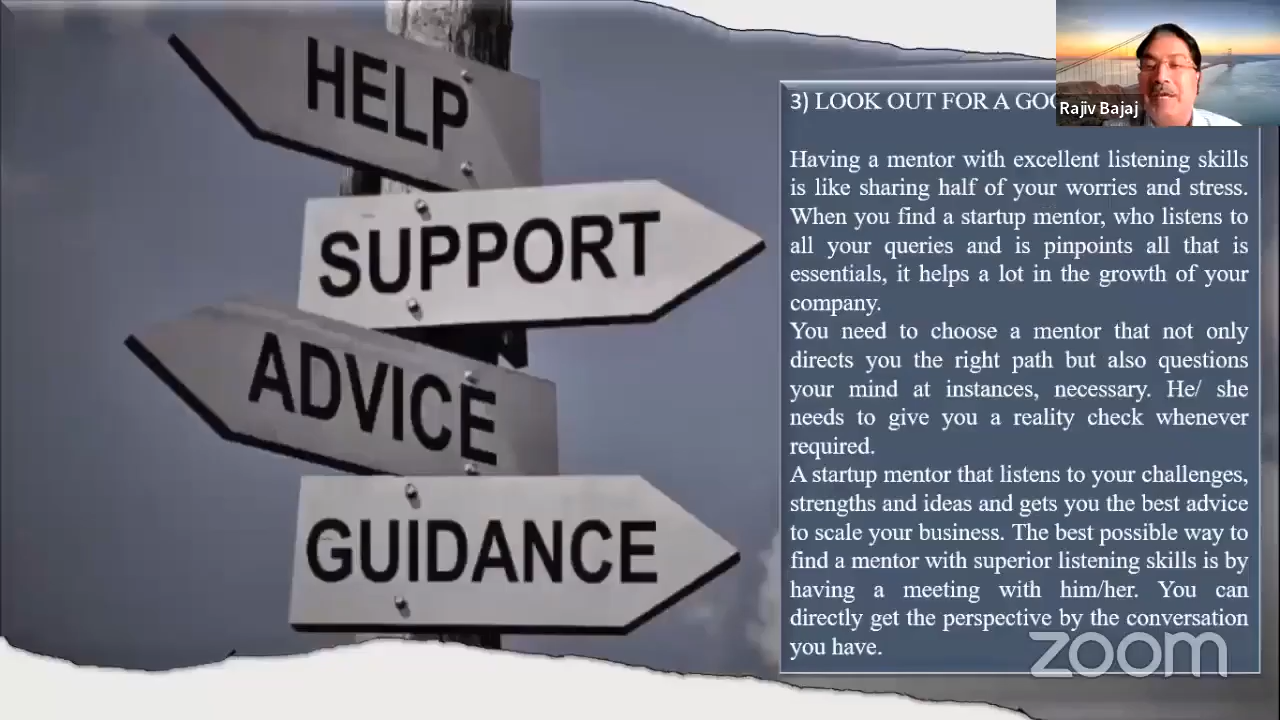 HELP
SUPPORT
ADVICE
GUIDANCE
3) LOOK OUT FOR A
Rajiv Bajaj
Having a mentor with excellent listening skills
is like sharing half of your worries and stress.
When you find a startup mentor, who listens to
all your queries and is pinpoints all that is
essentials, it helps a lot in the growth of your
company.
You need to choose a mentor that not only
directs you the right path but also questions
your mind at instances, necessary. He/ she
needs to give you a reality check whenever
required.
A startup mentor that listens to your challenges,
strengths and ideas and gets you the best advice
to scale your business. The best possible way to
find a mentor with superior listening skills is by
having a meeting with him/her. You can
directly get the perspective by the conversation
you have.
zoom